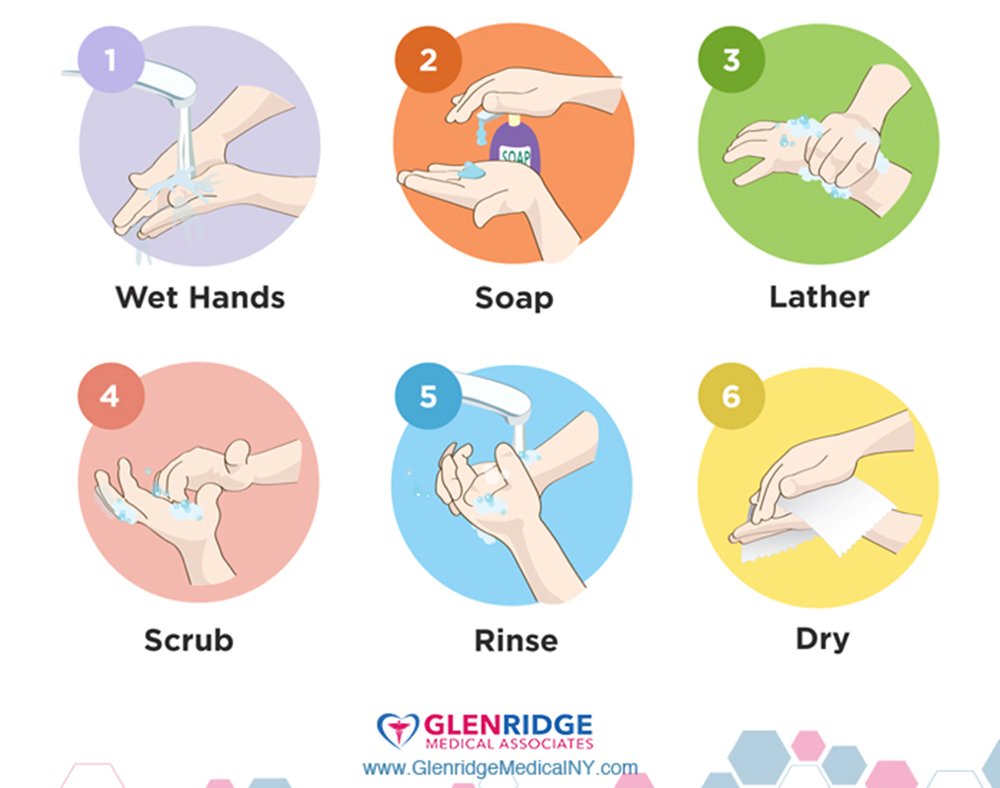 1
2
3
SOAP
Wet Hands
Soap
Lather
4
5
6
Scrub
Rinse
Dry
GLENRIDGE
MEDICAL ASSOCIATES
www.GlenridgeMedicalNY.com